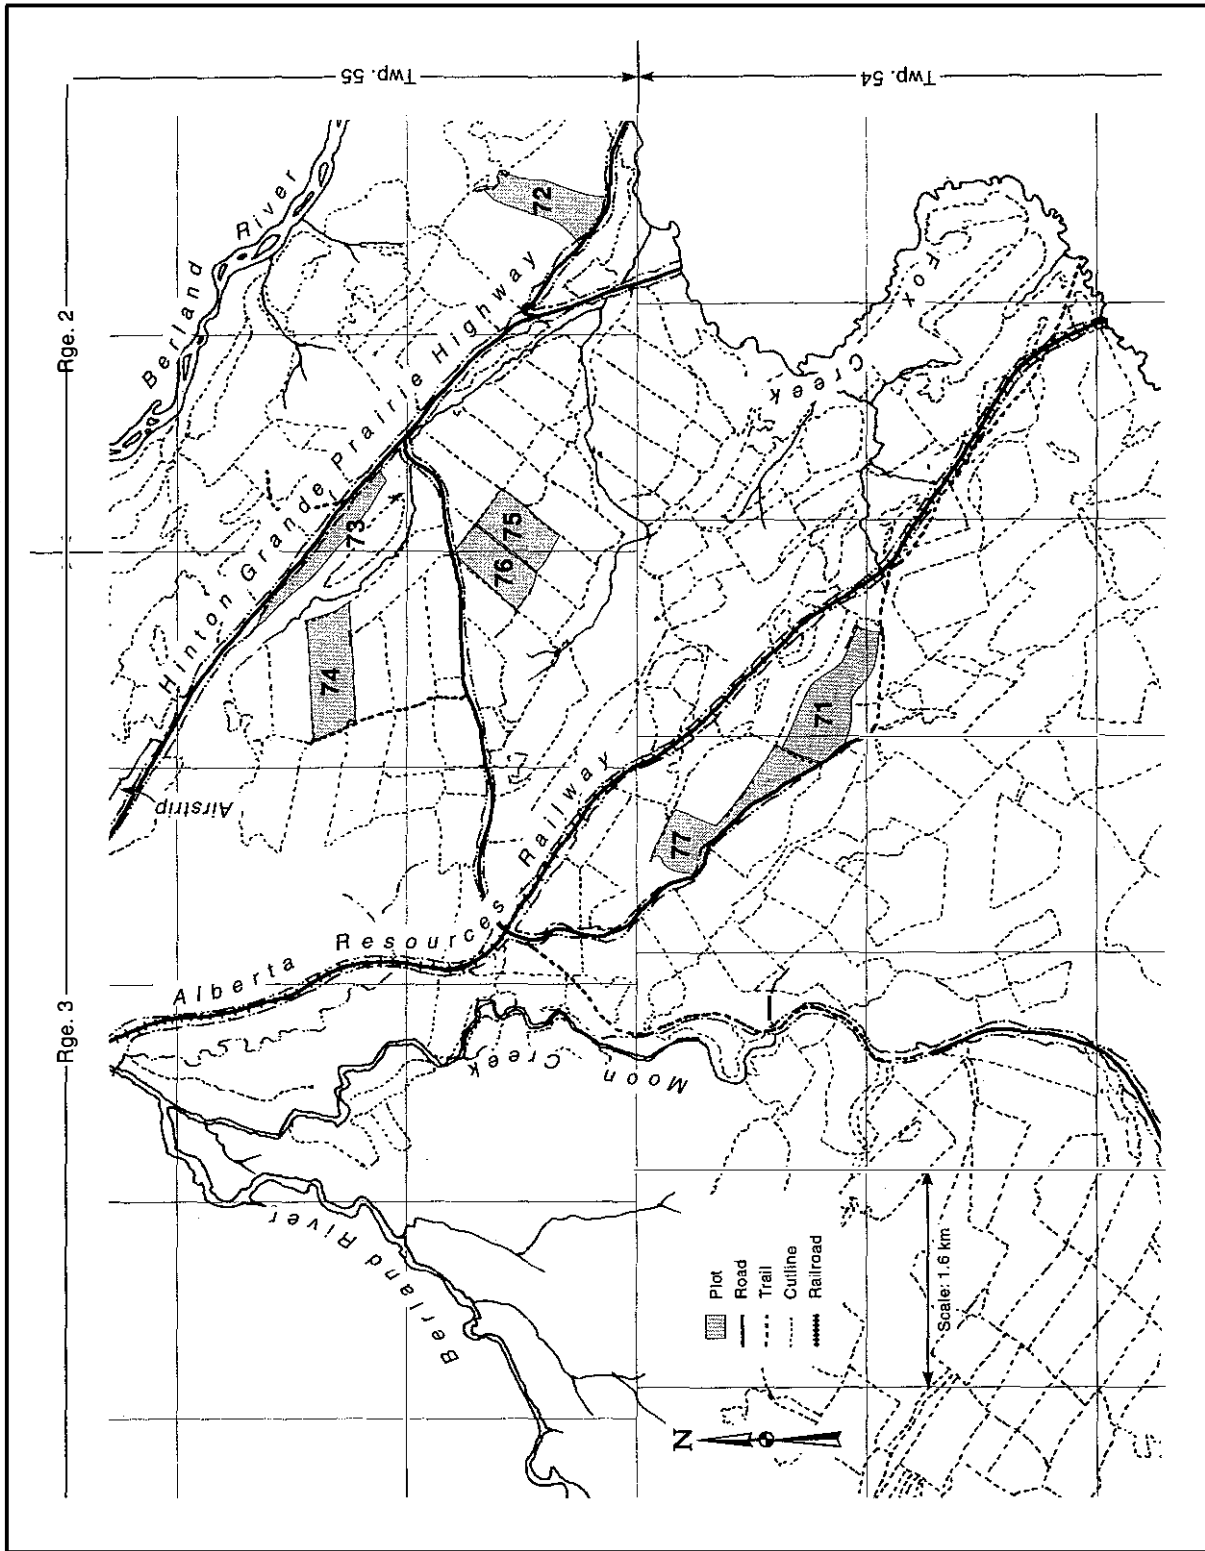 Rge. 3
Rge. 2
Twp. 55
Twp. 54
Berland River
Hinton Grande Prairie Highway
Airstrip
Alberta Resources Railway
Moon Creek
Berland River
Fox Creek
72
73
74
75
76
77
71
N
Plot
Road
Trail
Cutline
Railroad
Scale: 1.6 km